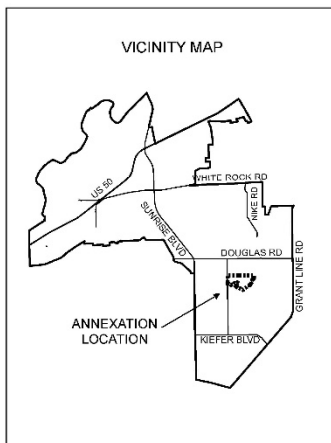 VICINITY MAP
US 50
WHITE ROCK RD
NIKE RD
SUNRISE BLVD
DOUGLAS RD
GRANT LINE RD
ANNEXATION
LOCATION
KIEFER BLVD